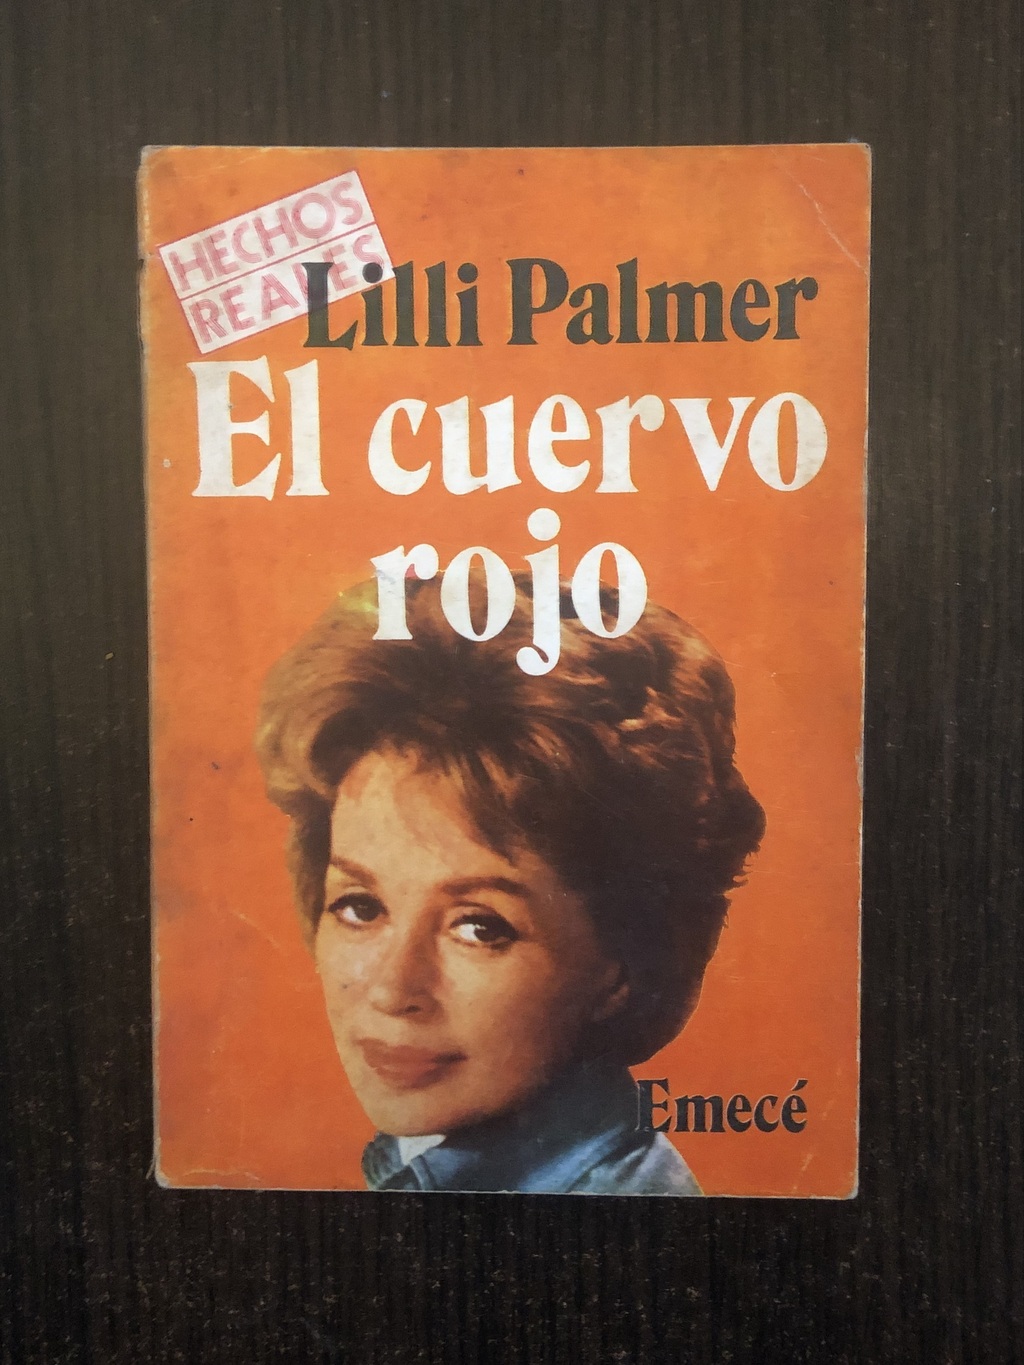 HECHOS
REALES
Lilli Palmer
El cuervo
rojo
Emecé